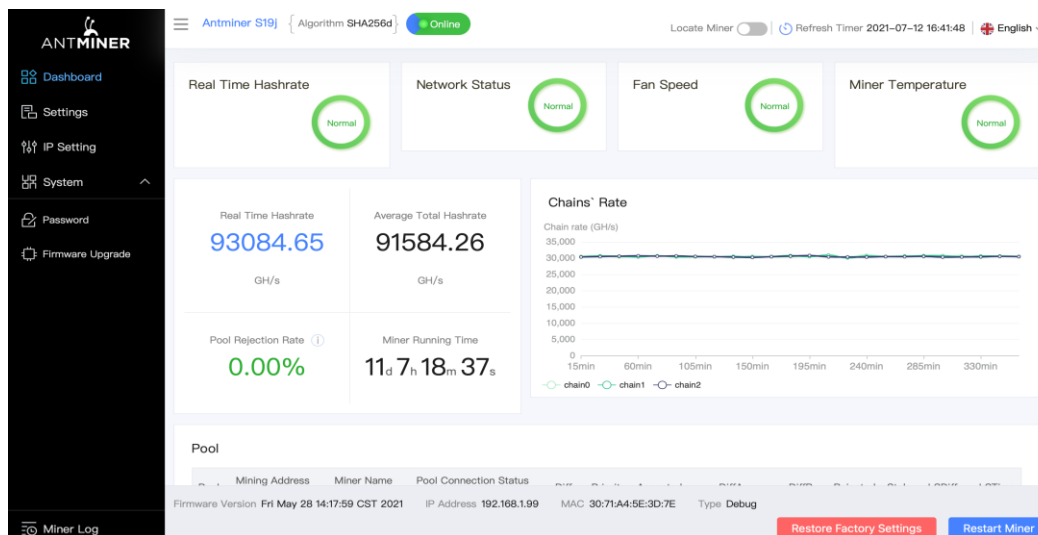 ANTMINER
Antminer S19j { Algorithm SHA256d } Online
Locate Miner Refresh Timer 2021-07-12 16:41:48 English
Dashboard
Settings
IP Setting
System
Password
Firmware Upgrade
Miner Log
Real Time Hashrate
Normal
Network Status
Normal
Fan Speed
Normal
Miner Temperature
Normal
Real Time Hashrate
93084.65
GH/s
Average Total Hashrate
91584.26
GH/s
Pool Rejection Rate i
0.00%
Miner Running Time
11d 7h 18m 37s
Chains` Rate
Chain rate (GH/s)
35,000
30,000
25,000
20,000
15,000
10,000
5,000
0
15min 60min 105min 150min 195min 240min 285min 330min
chain0 chain1 chain2
Pool
Mining Address Miner Name Pool Connection Status
Firmware Version Fri May 28 14:17:59 CST 2021 IP Address 192.168.1.99 MAC 30:71:A4:5E:3D:7E Type Debug
Restore Factory Settings Restart Miner